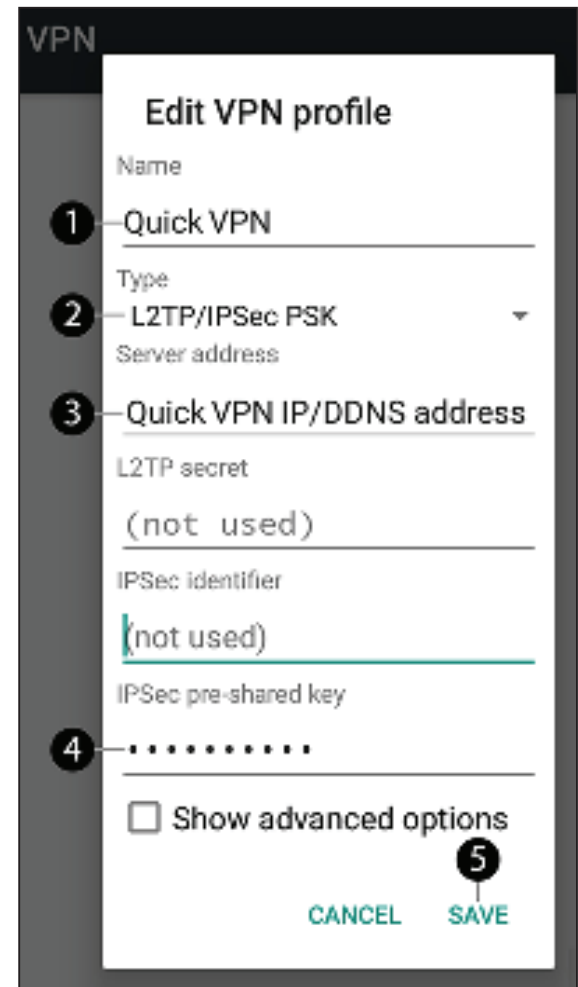 VPN
Edit VPN profile
Name
1 Quick VPN
Type
2 L2TP/IPSec PSK
Server address
3 Quick VPN IP/DDNS address
L2TP secret
(not used)
IPSec identifier
(not used)
IPSec pre-shared key
4 ••••••••••
Show advanced options
5
CANCEL SAVE